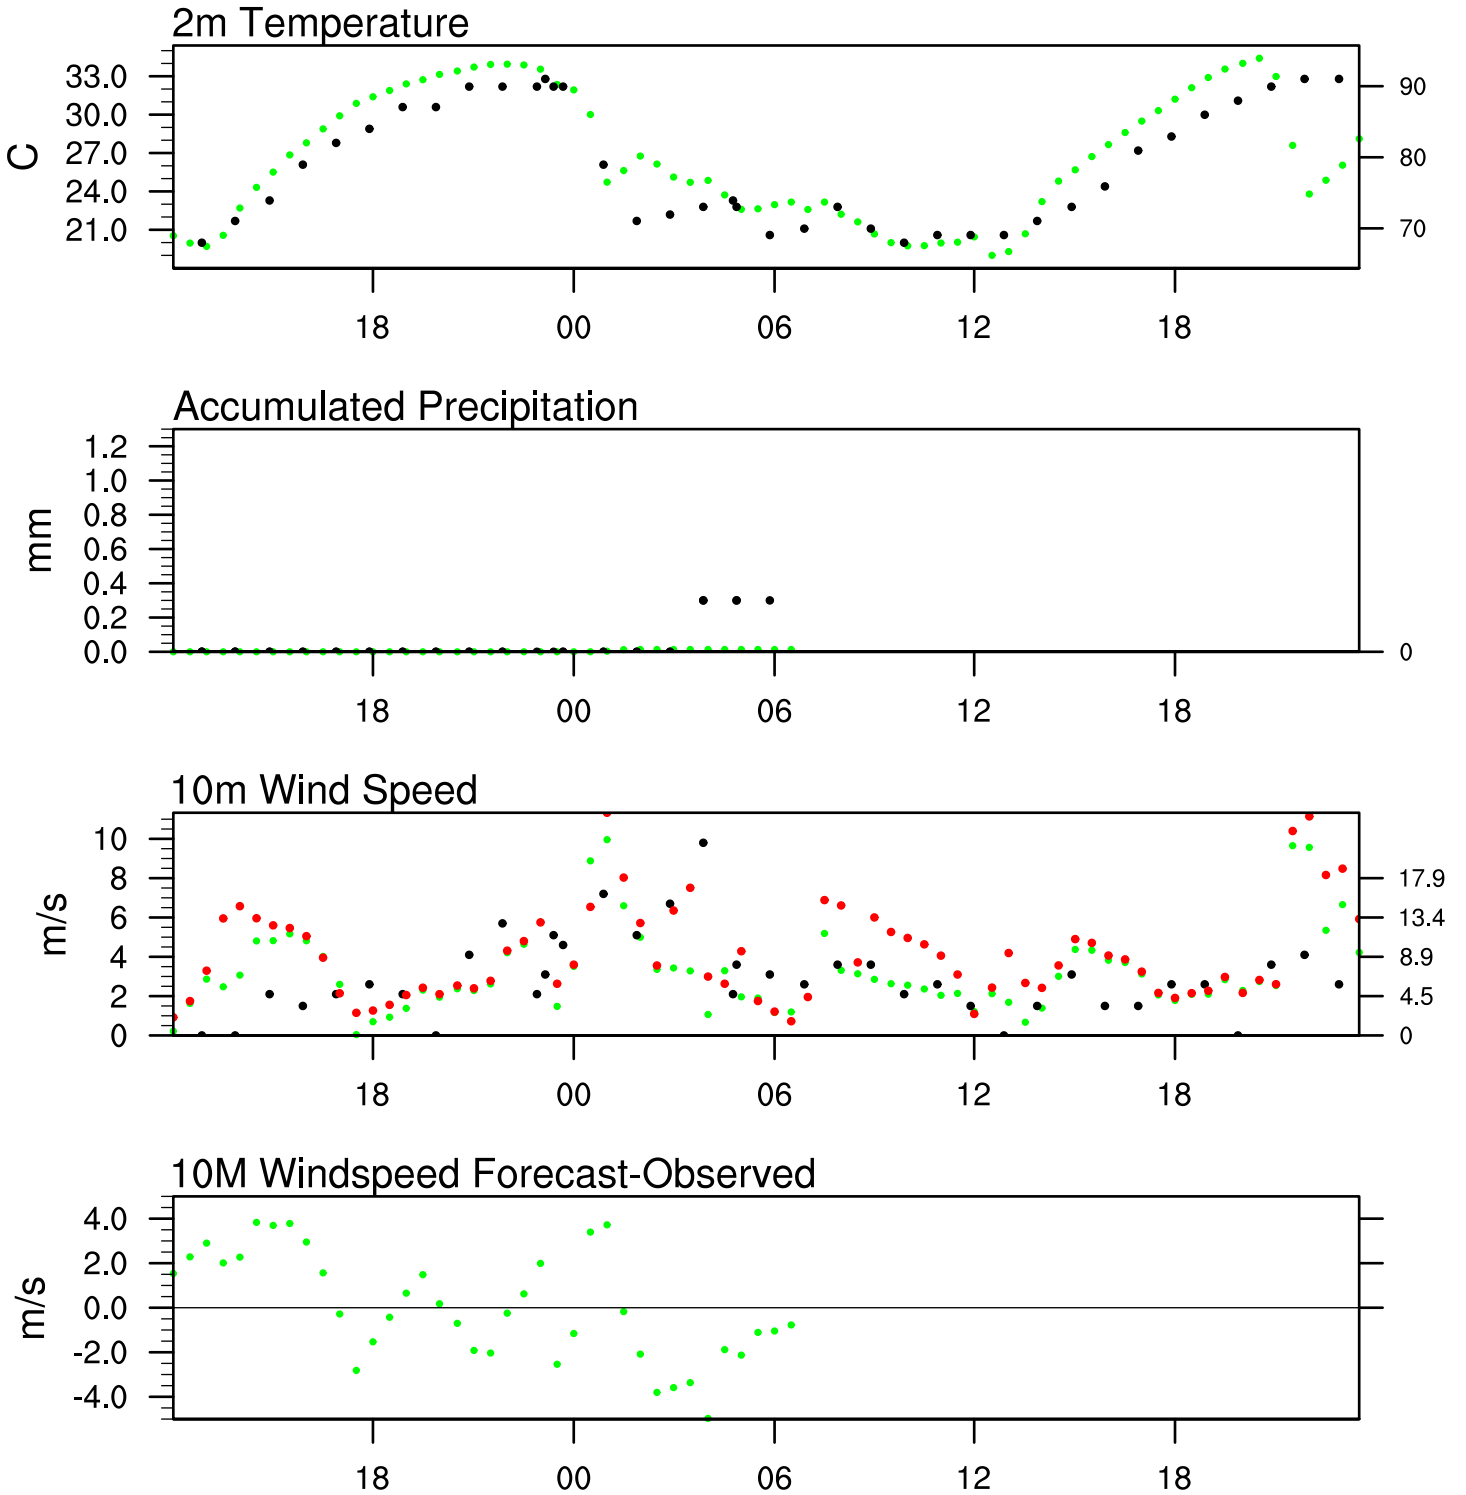 2m Temperature
33.0
30.0
27.0
24.0
21.0
C
90
80
70
18 00 06 12 18
Accumulated Precipitation
1.2
1.0
0.8
0.6
0.4
0.2
0.0
mm
0
18 00 06 12 18
10m Wind Speed
10
8
6
4
2
0
m/s
17.9
13.4
8.9
4.5
0
18 00 06 12 18
10M Windspeed Forecast-Observed
4.0
2.0
0.0
-2.0
-4.0
m/s
18 00 06 12 18